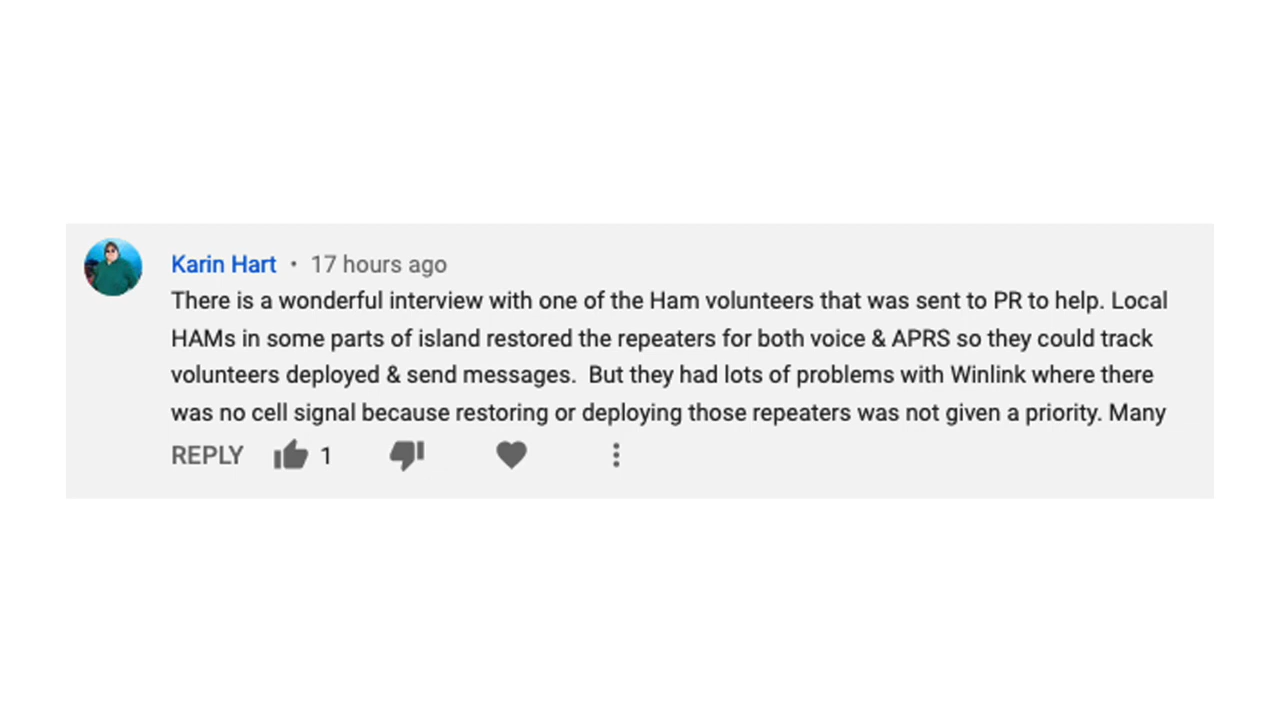 Karin Hart • 17 hours ago
There is a wonderful interview with one of the Ham volunteers that was sent to PR to help. Local
HAMs in some parts of island restored the repeaters for both voice & APRS so they could track
volunteers deployed & send messages.  But they had lots of problems with Winlink where there
was no cell signal because restoring or deploying those repeaters was not given a priority. Many
REPLY 1